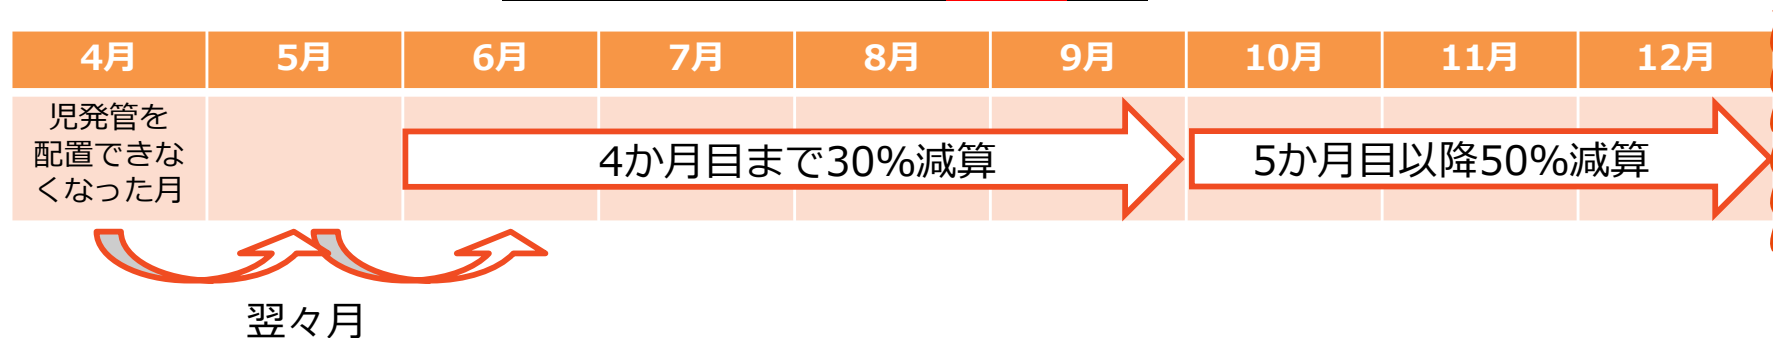 4月 5月 6月 7月 8月 9月 10月 11月 12月
児発管を
配置できな
くなった月
4か月目まで30%減算
5か月目以降50%減算
翌々月